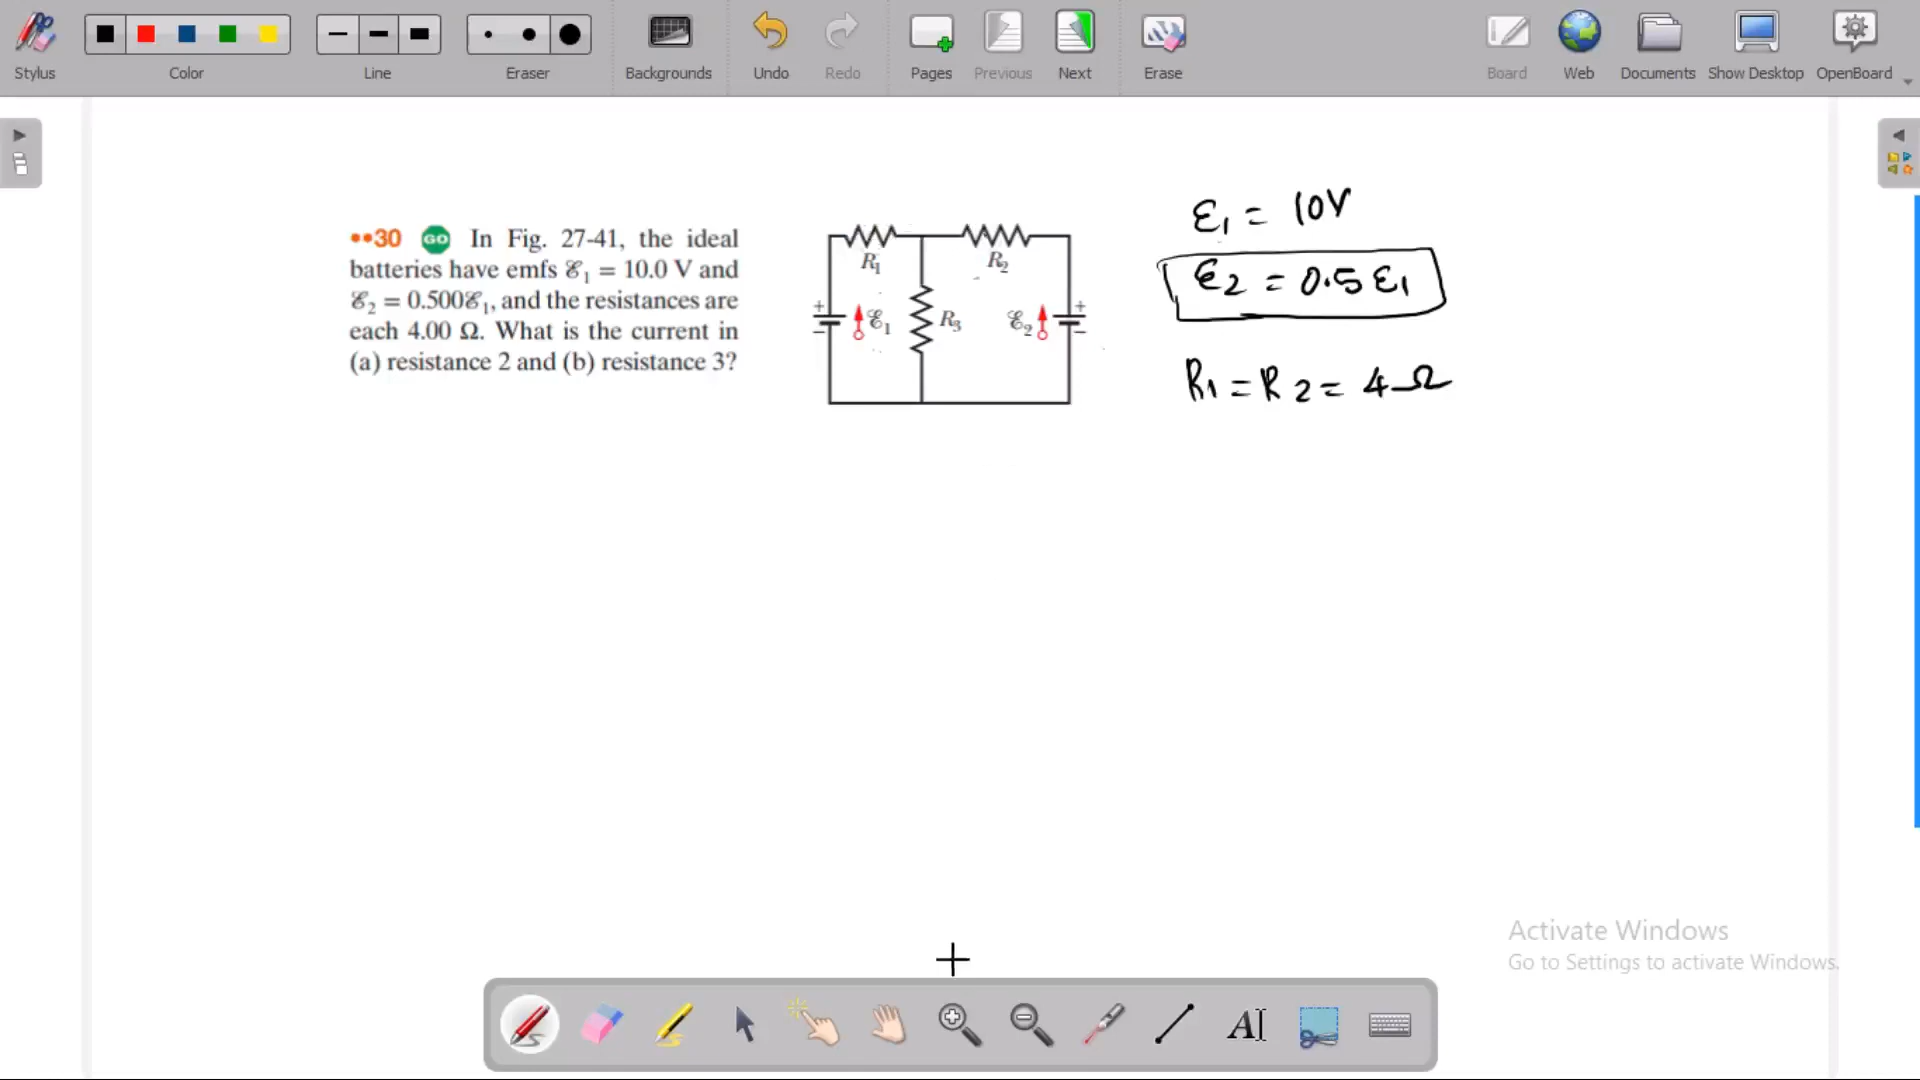 Stylus
Color
Line
Eraser
Backgrounds
Undo
Redo
Pages
Previous
Next
Erase
Board
Web
Documents
Show Desktop
OpenBoard
••30 GO In Fig. 27-41, the ideal
batteries have emfs ℰ₁ = 10.0 V and
ℰ₂ = 0.500ℰ₁, and the resistances are
each 4.00 Ω. What is the current in
(a) resistance 2 and (b) resistance 3?
R₁
R₂
+
−
ℰ₁
R₃
ℰ₂
+
−
ε₁ = 10V
ε₂ = 0.5 ε₁
R₁ = R₂ = 4Ω
Activate Windows
Go to Settings to activate Windows.